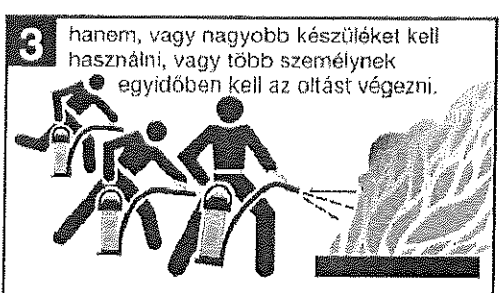 3
hanem, vagy nagyobb készüléket kell
használni, vagy több személynek
egyidőben kell az oltást végezni.